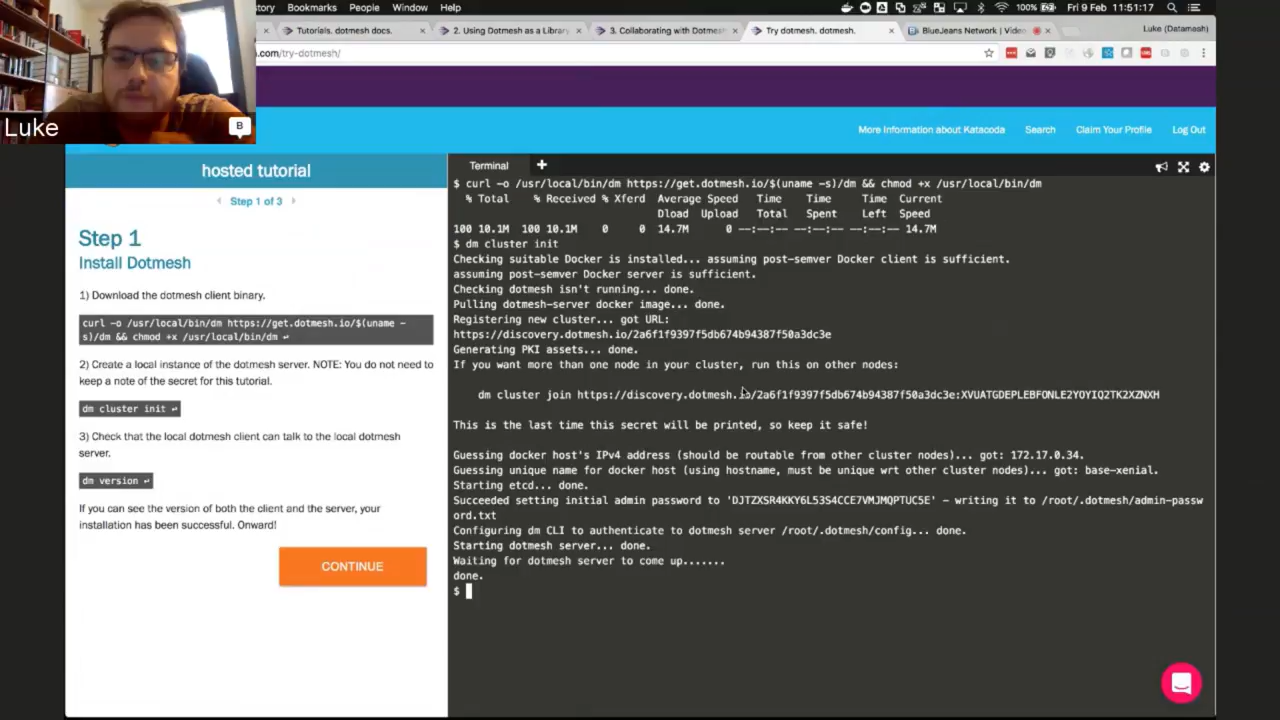 story Bookmarks People Window Help 100% Fri 9 Feb 11:51:17
Tutorials. dotmesh docs. 2. Using Dotmesh as a Library 3. Collaborating with Dotmesh Try dotmesh. dotmesh. BlueJeans Network | Video Luke (Datamesh)
.com/try-dotmesh/
Luke
B
More Information about Katacoda Search Claim Your Profile Log Out
hosted tutorial
Step 1 of 3
Step 1
Install Dotmesh
1) Download the dotmesh client binary.
curl -o /usr/local/bin/dm https://get.dotmesh.io/$(uname -
s)/dm && chmod +x /usr/local/bin/dm ↵
2) Create a local instance of the dotmesh server. NOTE: You do not need to
keep a note of the secret for this tutorial.
dm cluster init ↵
3) Check that the local dotmesh client can talk to the local dotmesh
server.
dm version ↵
If you can see the version of both the client and the server, your
installation has been successful. Onward!
CONTINUE
Terminal
$ curl -o /usr/local/bin/dm https://get.dotmesh.io/$(uname -s)/dm && chmod +x /usr/local/bin/dm
% Total % Received % Xferd Average Speed Time Time Time Current
Dload Upload Total Spent Left Speed
100 10.1M 100 10.1M 0 0 14.7M 0 --:--:-- --:--:-- --:--:-- 14.7M
$ dm cluster init
Checking suitable Docker is installed... assuming post-semver Docker client is sufficient.
assuming post-semver Docker server is sufficient.
Checking dotmesh isn't running... done.
Pulling dotmesh-server docker image... done.
Registering new cluster... got URL:
https://discovery.dotmesh.io/2a6f1f9397f5db674b94387f50a3dc3e
Generating PKI assets... done.
If you want more than one node in your cluster, run this on other nodes:
dm cluster join https://discovery.dotmesh.io/2a6f1f9397f5db674b94387f50a3dc3e:XVUATGDEPLEBFONLE2YOYIQ2TK2XZNXH
This is the last time this secret will be printed, so keep it safe!
Guessing docker host's IPv4 address (should be routable from other cluster nodes)... got: 172.17.0.34.
Guessing unique name for docker host (using hostname, must be unique wrt other cluster nodes)... got: base-xenial.
Starting etcd... done.
Succeeded setting initial admin password to 'DJTZXSR4KKY6L53S4CCE7VMJMQPTUC5E' - writing it to /root/.dotmesh/admin-passw
ord.txt
Configuring dm CLI to authenticate to dotmesh server /root/.dotmesh/config... done.
Starting dotmesh server... done.
Waiting for dotmesh server to come up.......
done.
$